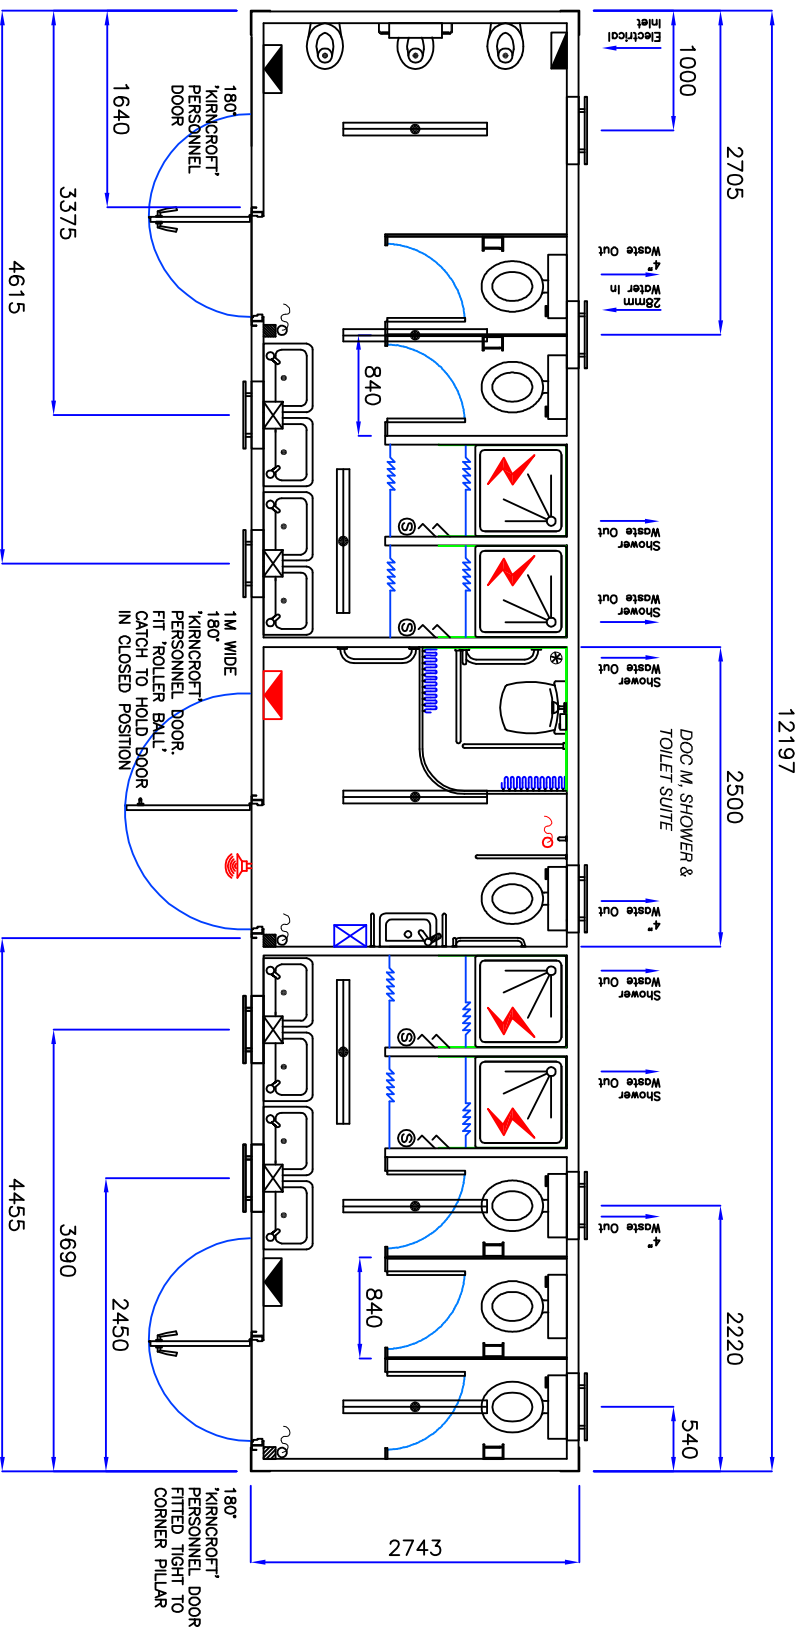 12197
2705
1000
2500
2220
540
Electrical
Inlet
4"
Waste Out
28mm
Water In
Shower
Waste Out
Shower
Waste Out
Shower
Waste Out
4"
Waste Out
Shower
Waste Out
Shower
Waste Out
4"
Waste Out
DOC M, SHOWER &
TOILET SUITE
840
840
S
S
S
S
2743
180°
'KIRNCROFT'
PERSONNEL
DOOR
1M WIDE
180°
'KIRNCROFT'
PERSONNEL DOOR.
FIT 'ROLLER BALL'
CATCH TO HOLD DOOR
IN CLOSED POSITION
180°
'KIRNCROFT'
PERSONNEL DOOR
FITTED TIGHT TO
CORNER PILLAR
1640
3375
4615
2450
3690
4455